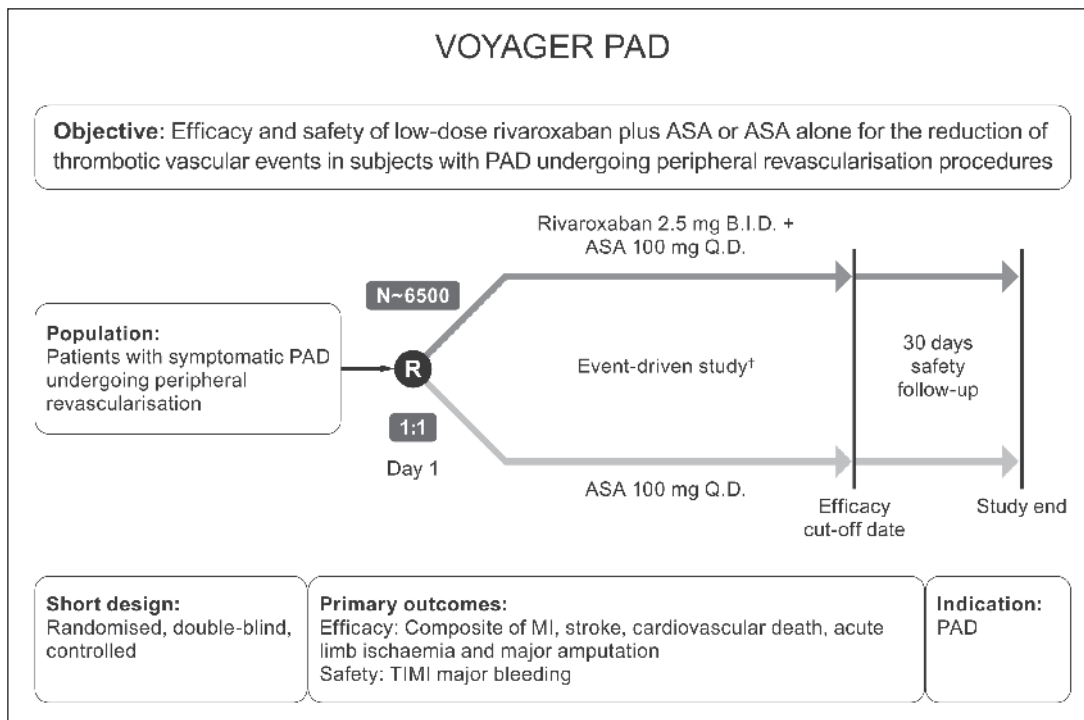 VOYAGER PAD
Objective: Efficacy and safety of low-dose rivaroxaban plus ASA or ASA alone for the reduction of
thrombotic vascular events in subjects with PAD undergoing peripheral revascularisation procedures
Rivaroxaban 2.5 mg B.I.D. +
ASA 100 mg Q.D.
N~6500
Population:
Patients with symptomatic PAD
undergoing peripheral
revascularisation
R
Event-driven study†
30 days
safety
follow-up
1:1
Day 1
ASA 100 mg Q.D.
Efficacy
cut-off date
Study end
Short design:
Randomised, double-blind,
controlled
Primary outcomes:
Efficacy: Composite of MI, stroke, cardiovascular death, acute
limb ischaemia and major amputation
Safety: TIMI major bleeding
Indication:
PAD